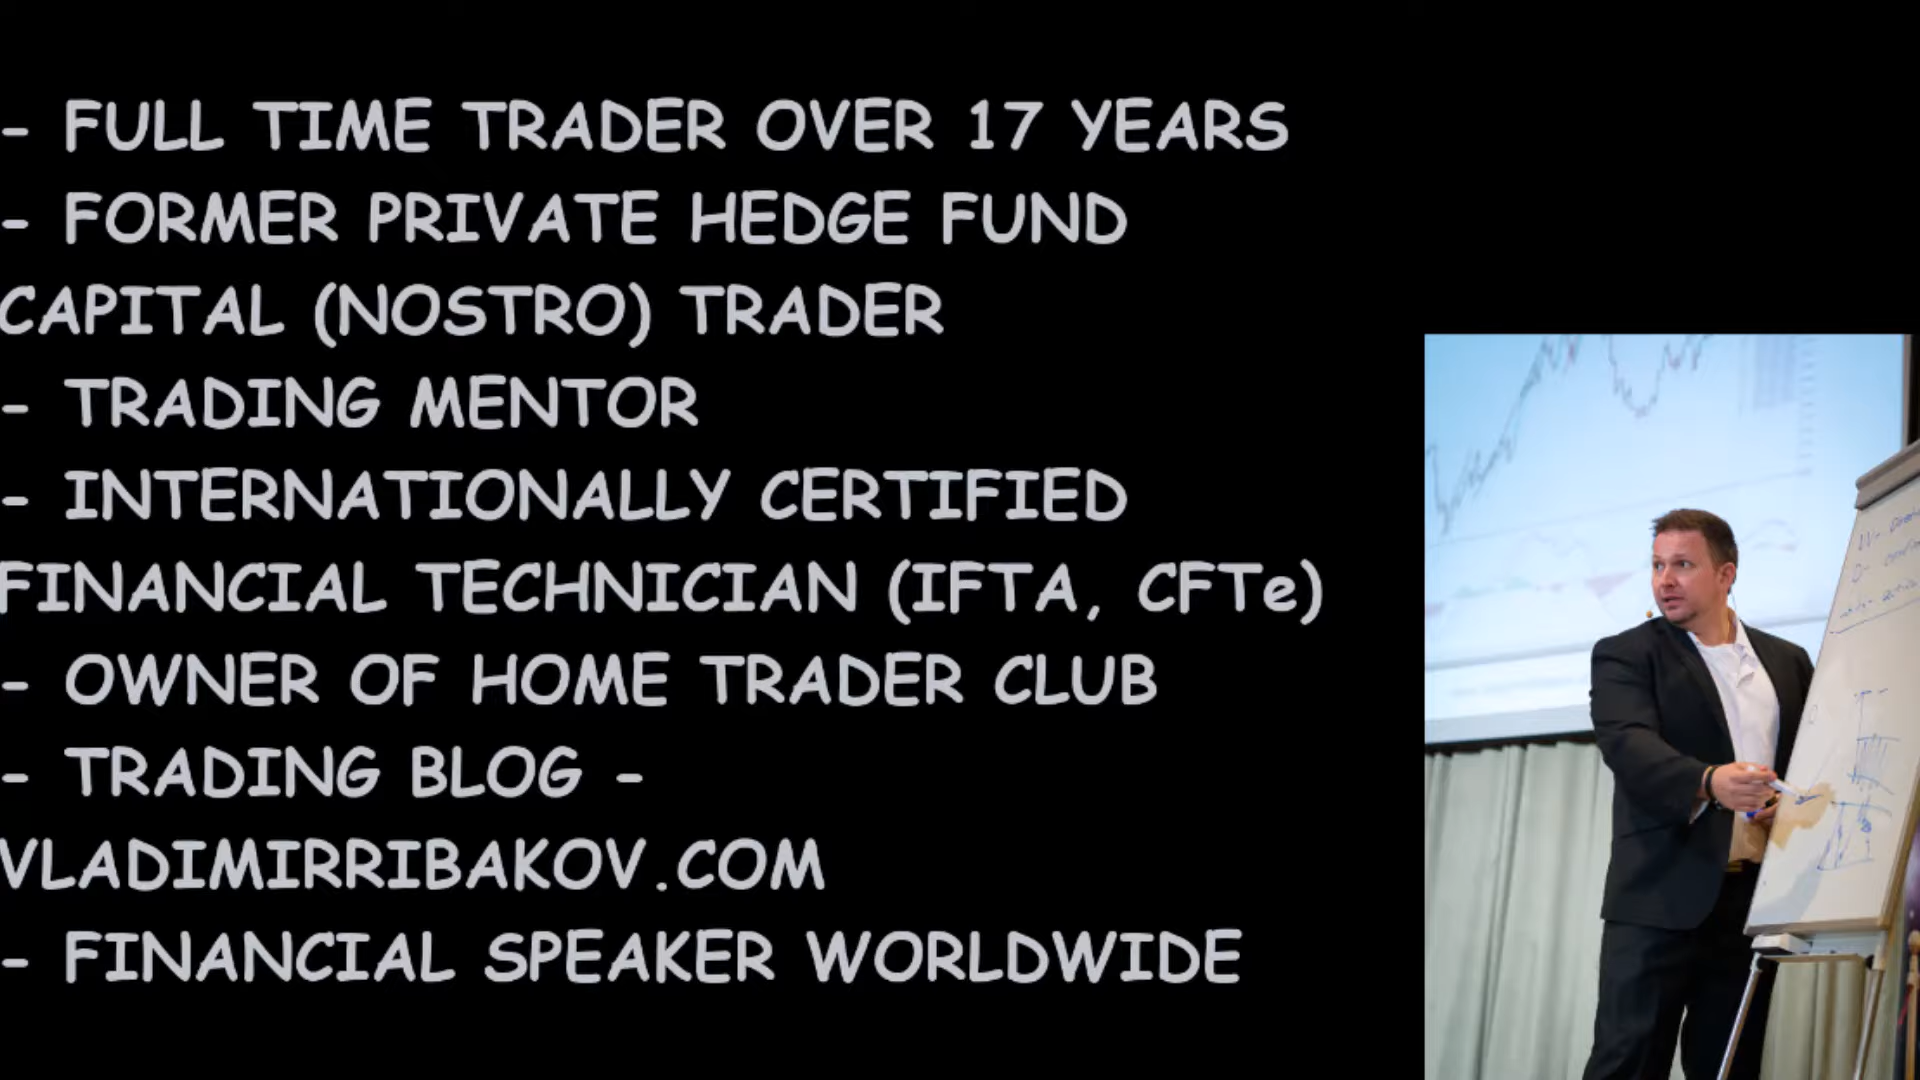 - FULL TIME TRADER OVER 17 YEARS
- FORMER PRIVATE HEDGE FUND
CAPITAL (NOSTRO) TRADER
- TRADING MENTOR
- INTERNATIONALLY CERTIFIED
FINANCIAL TECHNICIAN (IFTA, CFTe)
- OWNER OF HOME TRADER CLUB
- TRADING BLOG -
VLADIMIRRIBAKOV.COM
- FINANCIAL SPEAKER WORLDWIDE